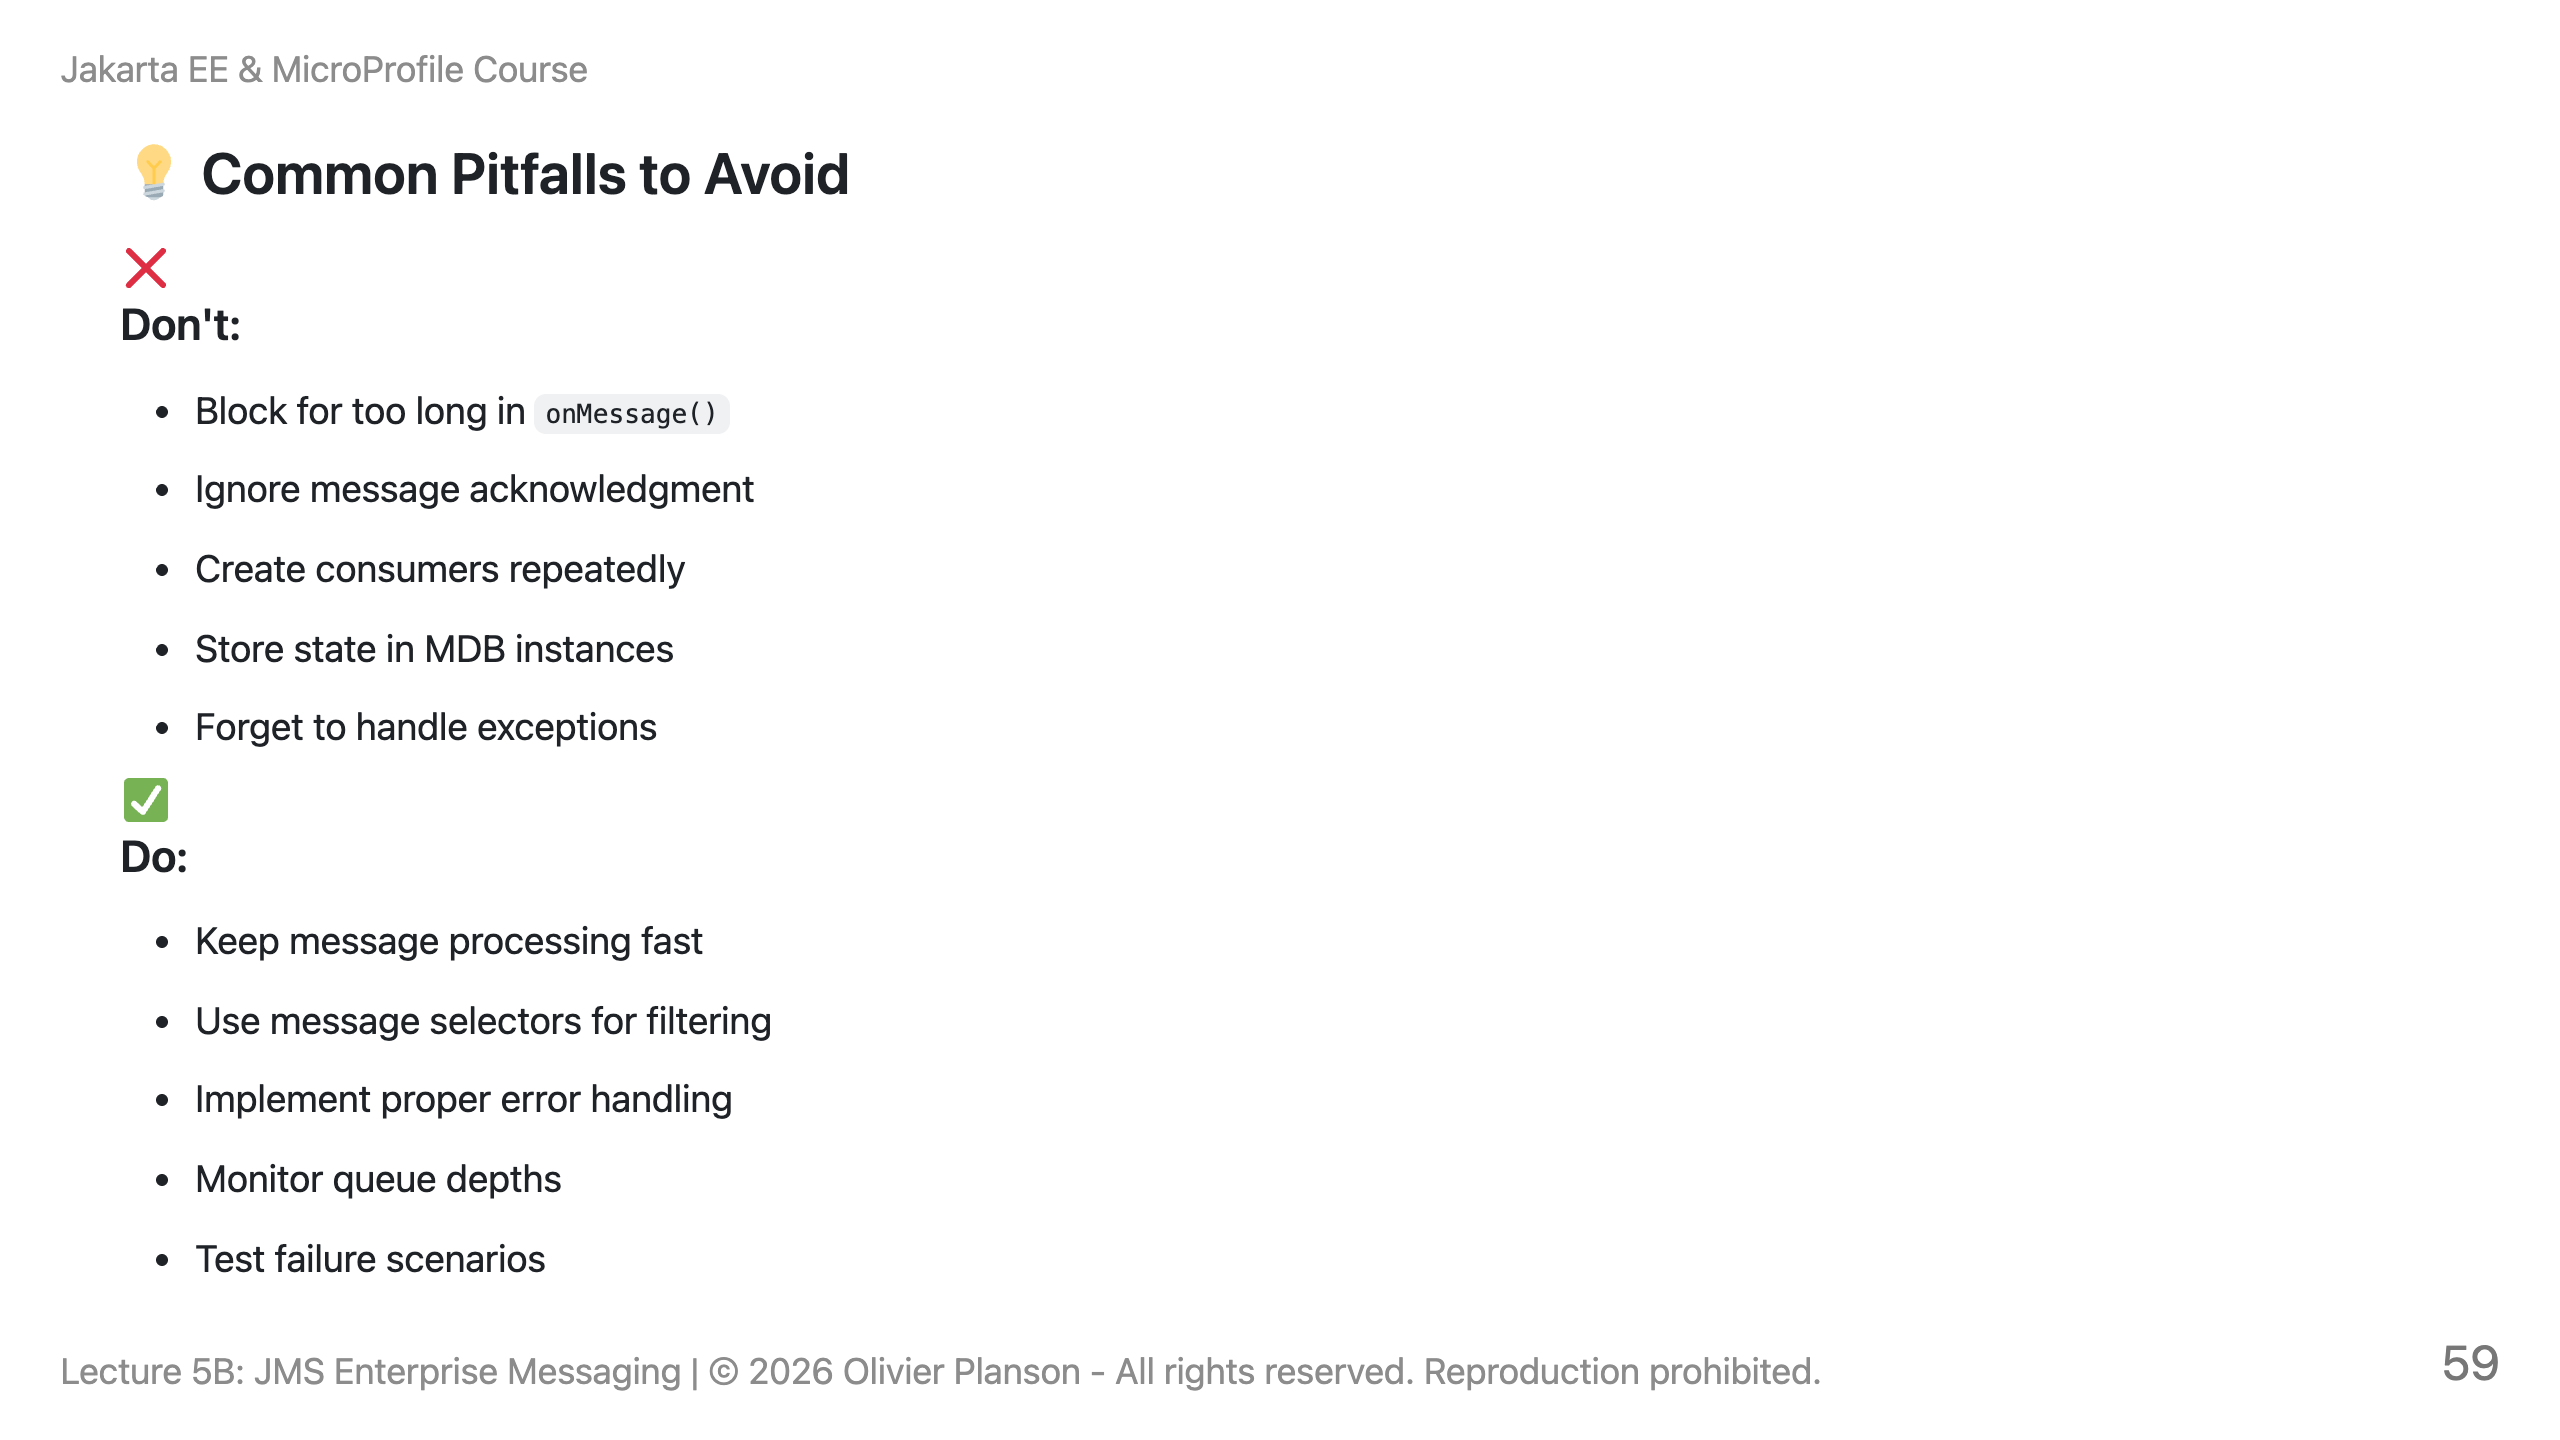 Jakarta EE & MicroProfile Course
💡 Common Pitfalls to Avoid
❌
Don't:
• Block for too long in onMessage()
• Ignore message acknowledgment
• Create consumers repeatedly
• Store state in MDB instances
• Forget to handle exceptions
✅
Do:
• Keep message processing fast
• Use message selectors for filtering
• Implement proper error handling
• Monitor queue depths
• Test failure scenarios
Lecture 5B: JMS Enterprise Messaging | © 2026 Olivier Planson - All rights reserved. Reproduction prohibited.
59